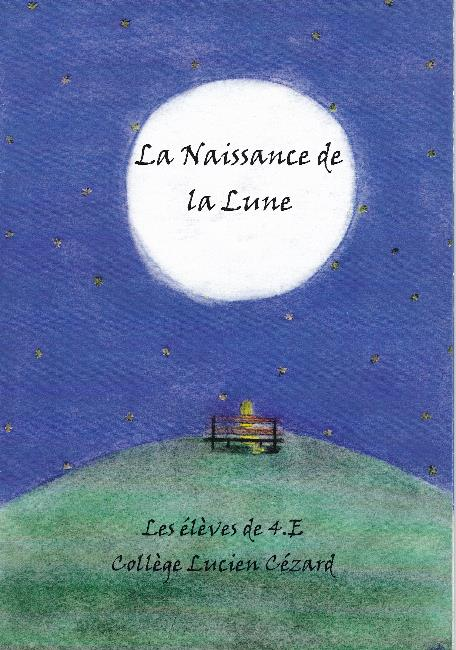 La Naissance de
la Lune
Les élèves de 4.E
Collège Lucien Cézard